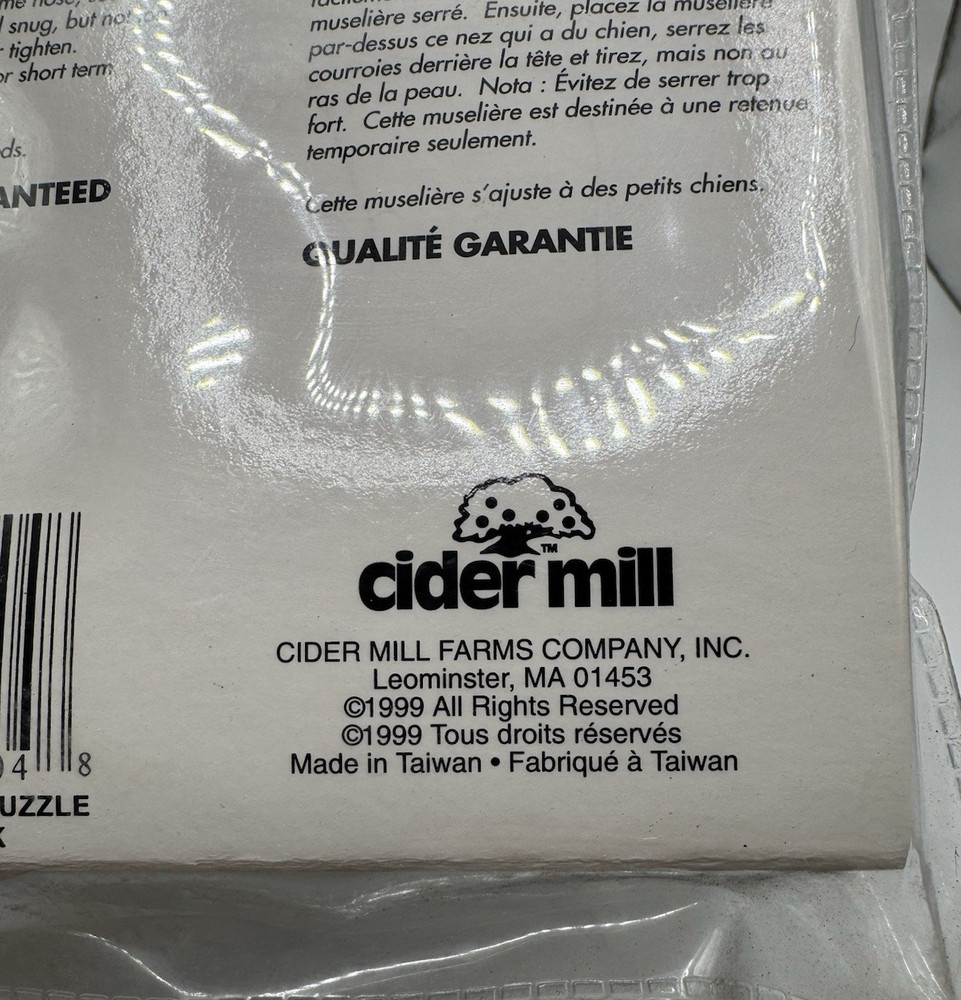 snug, but not
tighten.
or short term
ds.
ANTEED
muselière serré. Ensuite, placez la muselière
par-dessus ce nez qui a du chien, serrez les
courroies derrière la tête et tirez, mais non au
ras de la peau. Nota : Évitez de serrer trop
fort. Cette muselière est destinée à une retenue
temporaire seulement.
Cette muselière s'ajuste à des petits chiens.
QUALITÉ GARANTIE
cider mill™
CIDER MILL FARMS COMPANY, INC.
Leominster, MA 01453
©1999 All Rights Reserved
©1999 Tous droits réservés
Made in Taiwan • Fabriqué à Taiwan
04 8
UZZLE
K